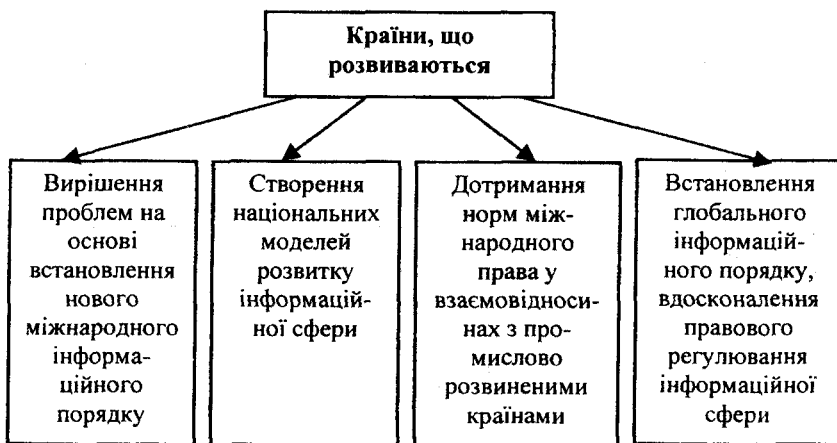 Країни, що
розвиваються
Вирішення
проблем на
основі
встановлення
нового
міжнародного
інформа-
ційного
порядку
Створення
національних
моделей
розвитку
інформацій-
ної сфери
Дотримання
норм між-
народного
права у
взаємовідноси-
нах з про-
мислово
розвиненими
країнами
Встановлення
глобального
інформацій-
ного порядку,
вдосконалення
правового
регулювання
інформаційної
сфери